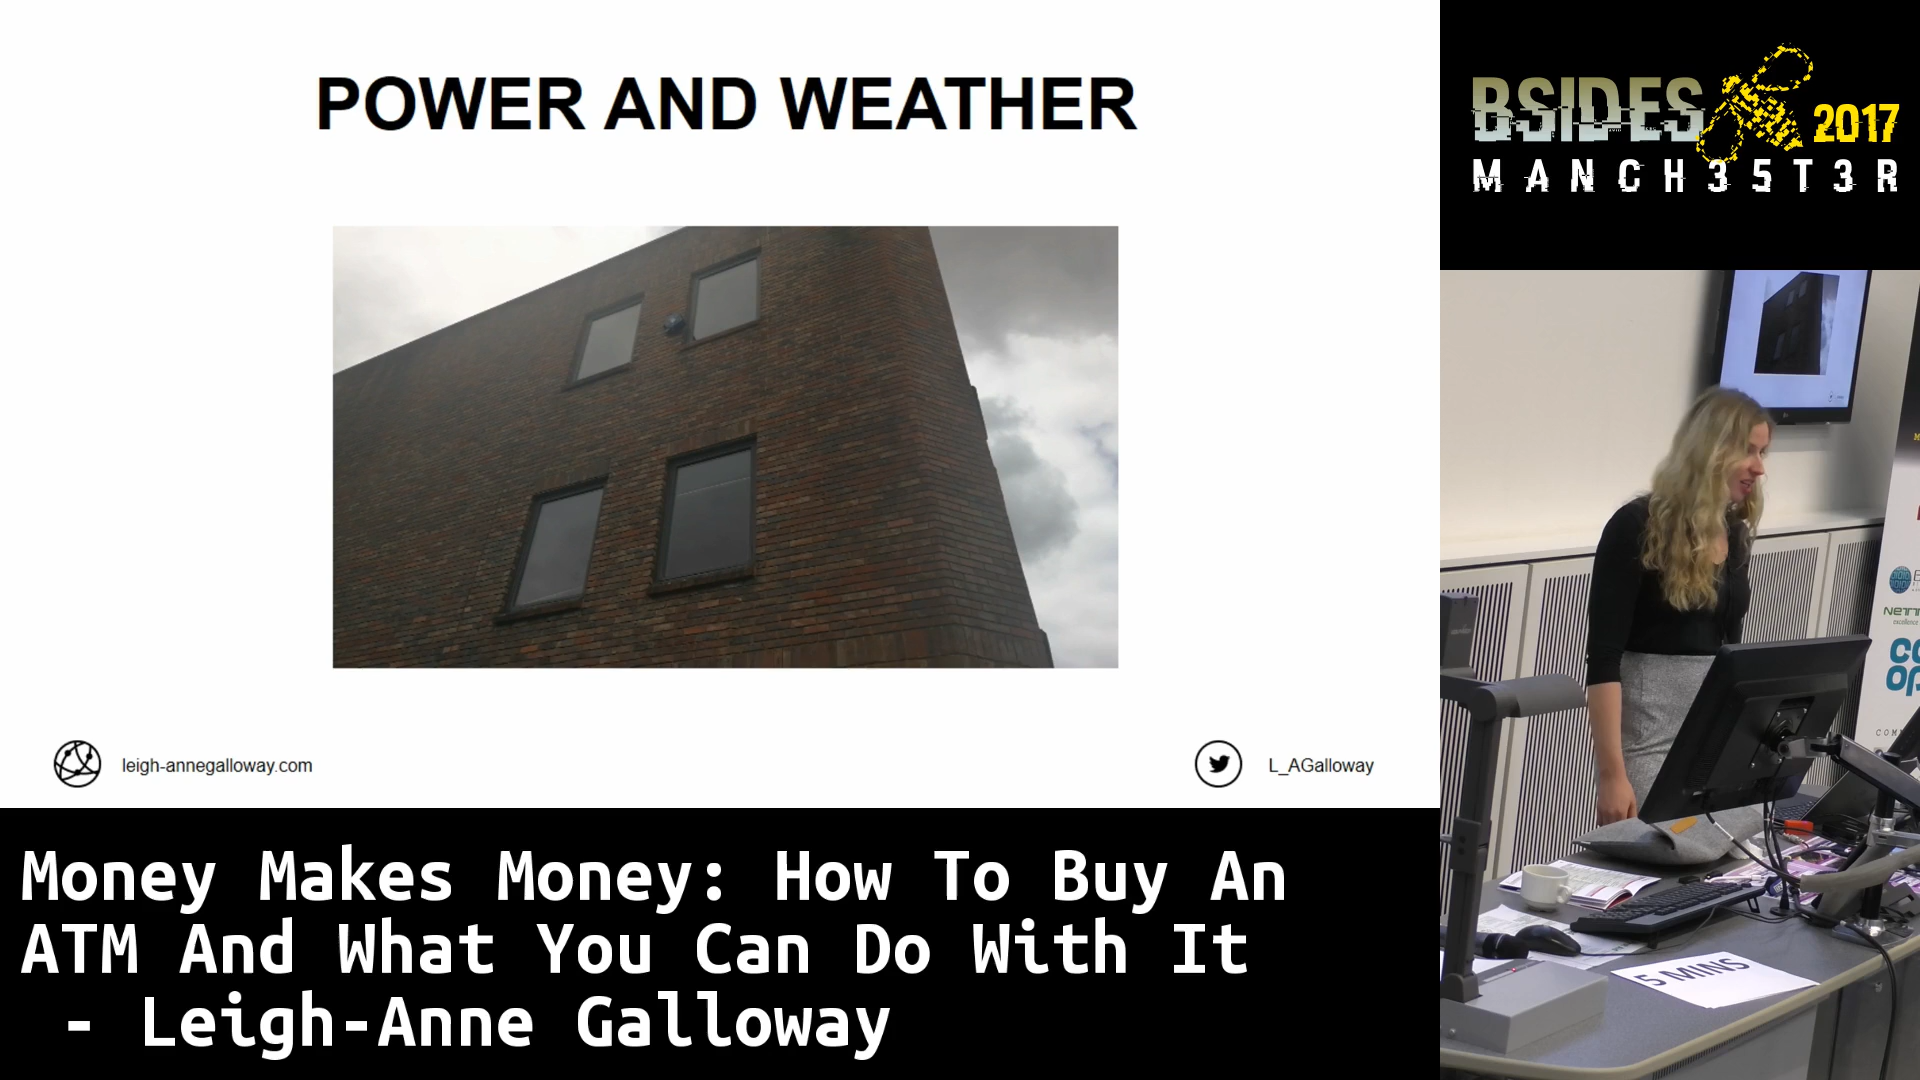 POWER AND WEATHER
leigh-annegalloway.com
L_AGalloway
BSIDES 2017
MANCH35T3R
Money Makes Money: How To Buy An
ATM And What You Can Do With It
- Leigh-Anne Galloway
5 MINS